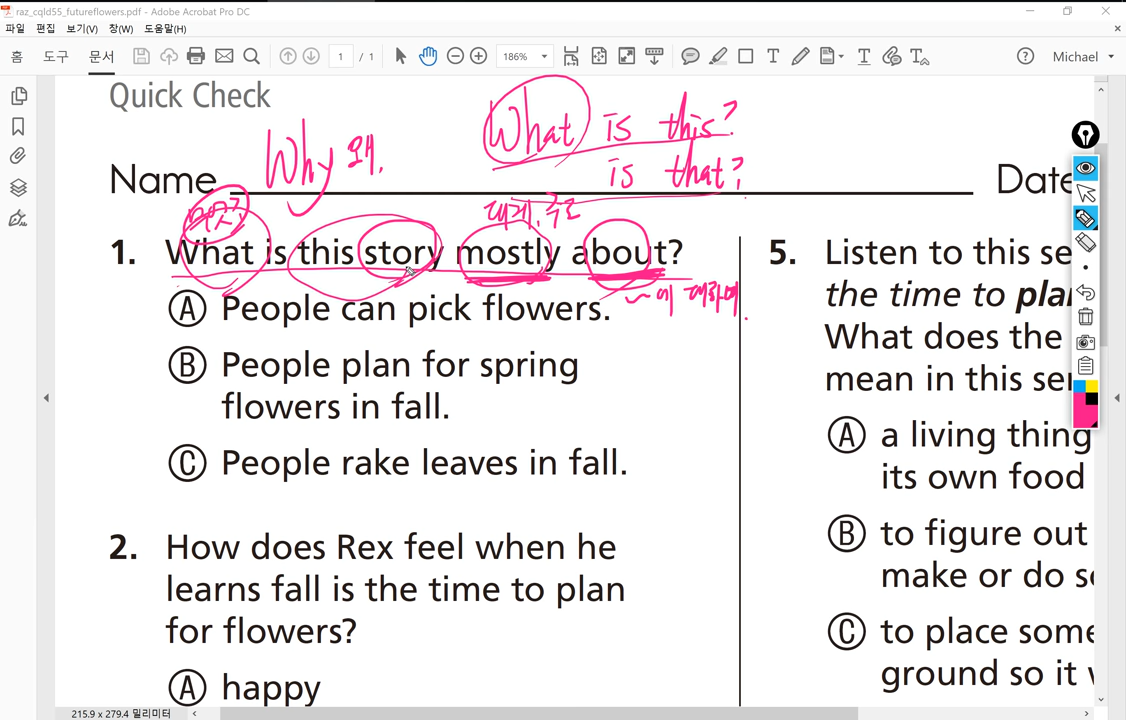 raz_cqld55_futureflowers.pdf - Adobe Acrobat Pro DC
파일 편집 보기(V) 창(W) 도움말(H)
홈 도구 문서 1 / 1 186% Michael
Quick Check
What is this?
Why 왜.
is that?
Name Date
무엇?
대게, 주로
1. What is this story mostly about?
~에 대하여.
A People can pick flowers.
B People plan for spring
flowers in fall.
C People rake leaves in fall.
2. How does Rex feel when he
learns fall is the time to plan
for flowers?
A happy
5. Listen to this se
the time to pla
What does the
mean in this se
A a living thing
its own food
B to figure out
make or do s
C to place some
ground so it
215.9 x 279.4 밀리미터